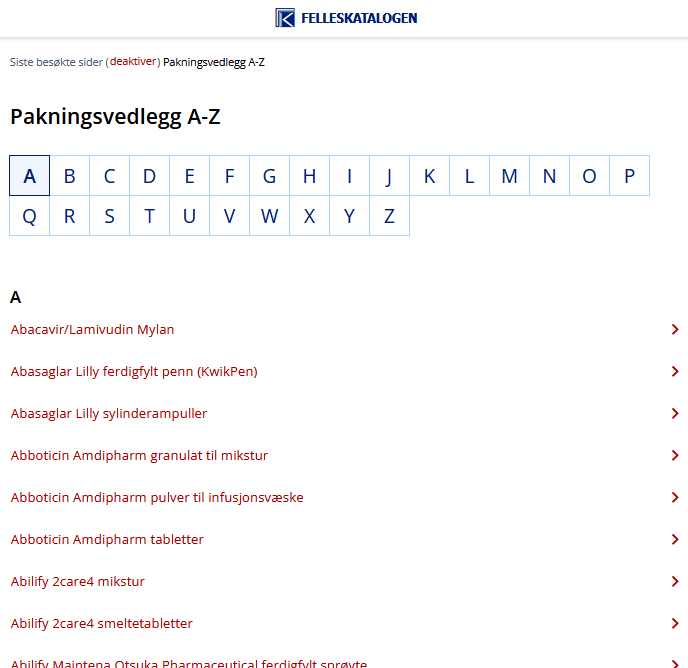 FELLESKATALOGEN
Siste besøkte sider (deaktiver) Pakningsvedlegg A-Z
Pakningsvedlegg A-Z
A B C D E F G H I J K L M N O P
Q R S T U V W X Y Z
A
Abacavir/Lamivudin Mylan
Abasaglar Lilly ferdigfylt penn (KwikPen)
Abasaglar Lilly sylinderampuller
Abboticin Amdipharm granulat til mikstur
Abboticin Amdipharm pulver til infusjonsvæske
Abboticin Amdipharm tabletter
Abilify 2care4 mikstur
Abilify 2care4 smeltetabletter
Abilify Maintena Otsuka Pharmaceutical ferdigfylt sprøyte